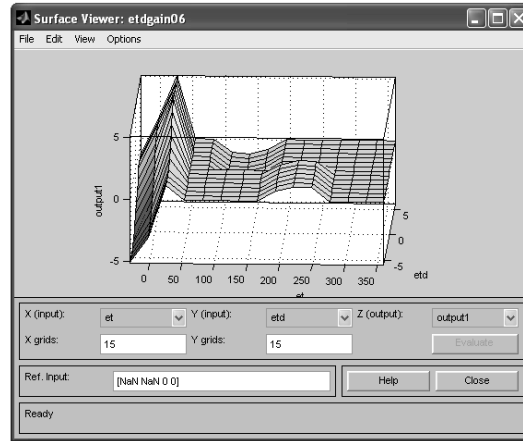 Surface Viewer: etdgain06
File Edit View Options
5
0
-5
output1
0 50 100 150 200 250 300 350
et
5
0
-5
etd
X (input): et Y (input): etd Z (output): output1
X grids: 15 Y grids: 15 Evaluate
Ref. Input: [NaN NaN 0 0] Help Close
Ready